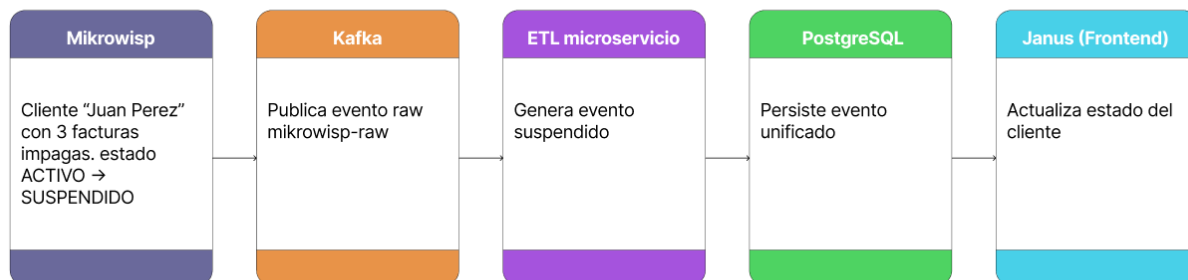 Mikrowisp
Cliente “Juan Perez”
con 3 facturas
impagas. estado
ACTIVO →
SUSPENDIDO
Kafka
Publica evento raw
mikrowisp-raw
ETL microservicio
Genera evento
suspendido
PostgreSQL
Persiste evento
unificado
Janus (Frontend)
Actualiza estado del
cliente